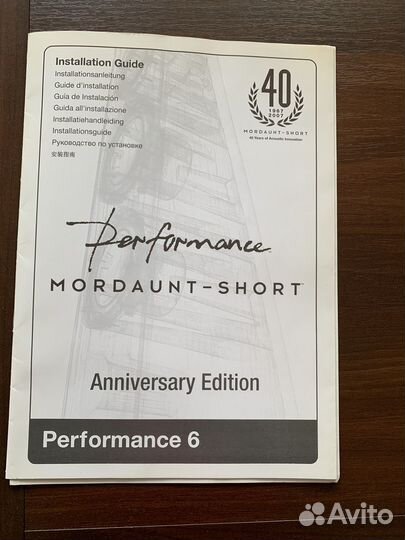 Installation Guide
Installationsanleitung
Guide d'installation
Guía de Instalación
Guida all'installazione
Installatiehandleiding
Installationsguide
Руководство по установке
安装指南
40
1967
2007
MORDAUNT-SHORT
40 Years of Acoustic Innovation
Performance
MORDAUNT-SHORT
Anniversary Edition
Performance 6
Avito